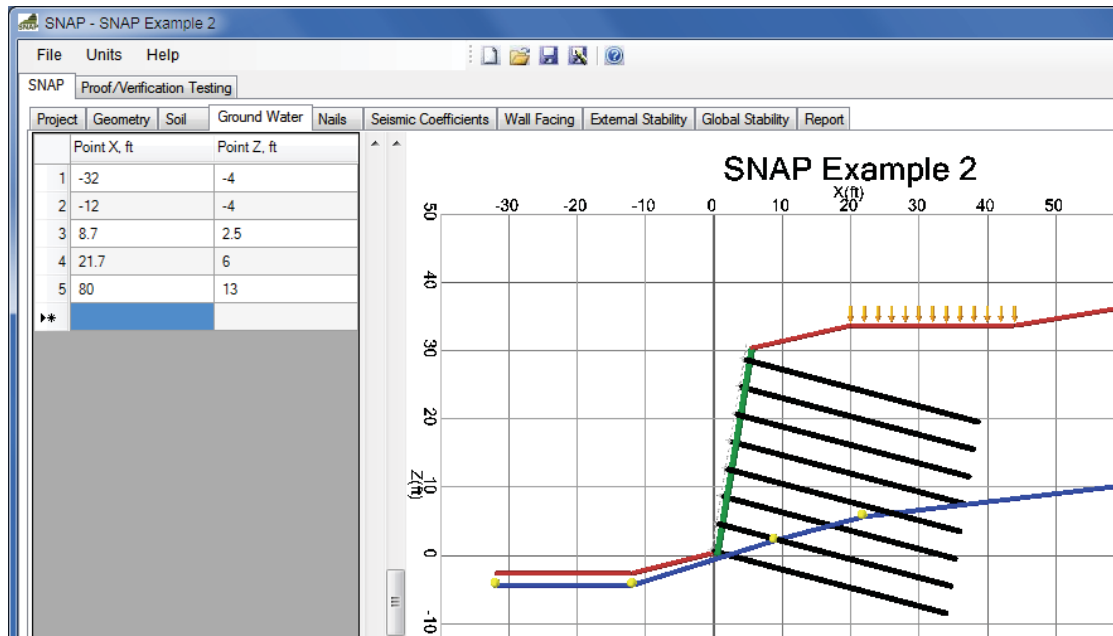 SNAP - SNAP Example 2
File Units Help
SNAP Proof/Verification Testing
Project Geometry Soil Ground Water Nails Seismic Coefficients Wall Facing External Stability Global Stability Report
Point X, ft Point Z, ft
1 -32 -4
2 -12 -4
3 8.7 2.5
4 21.7 6
5 80 13
SNAP Example 2
X(ft)
-30 -20 -10 0 10 20 30 40 50
50
40
30
20
10
Z(ft)
0
-10